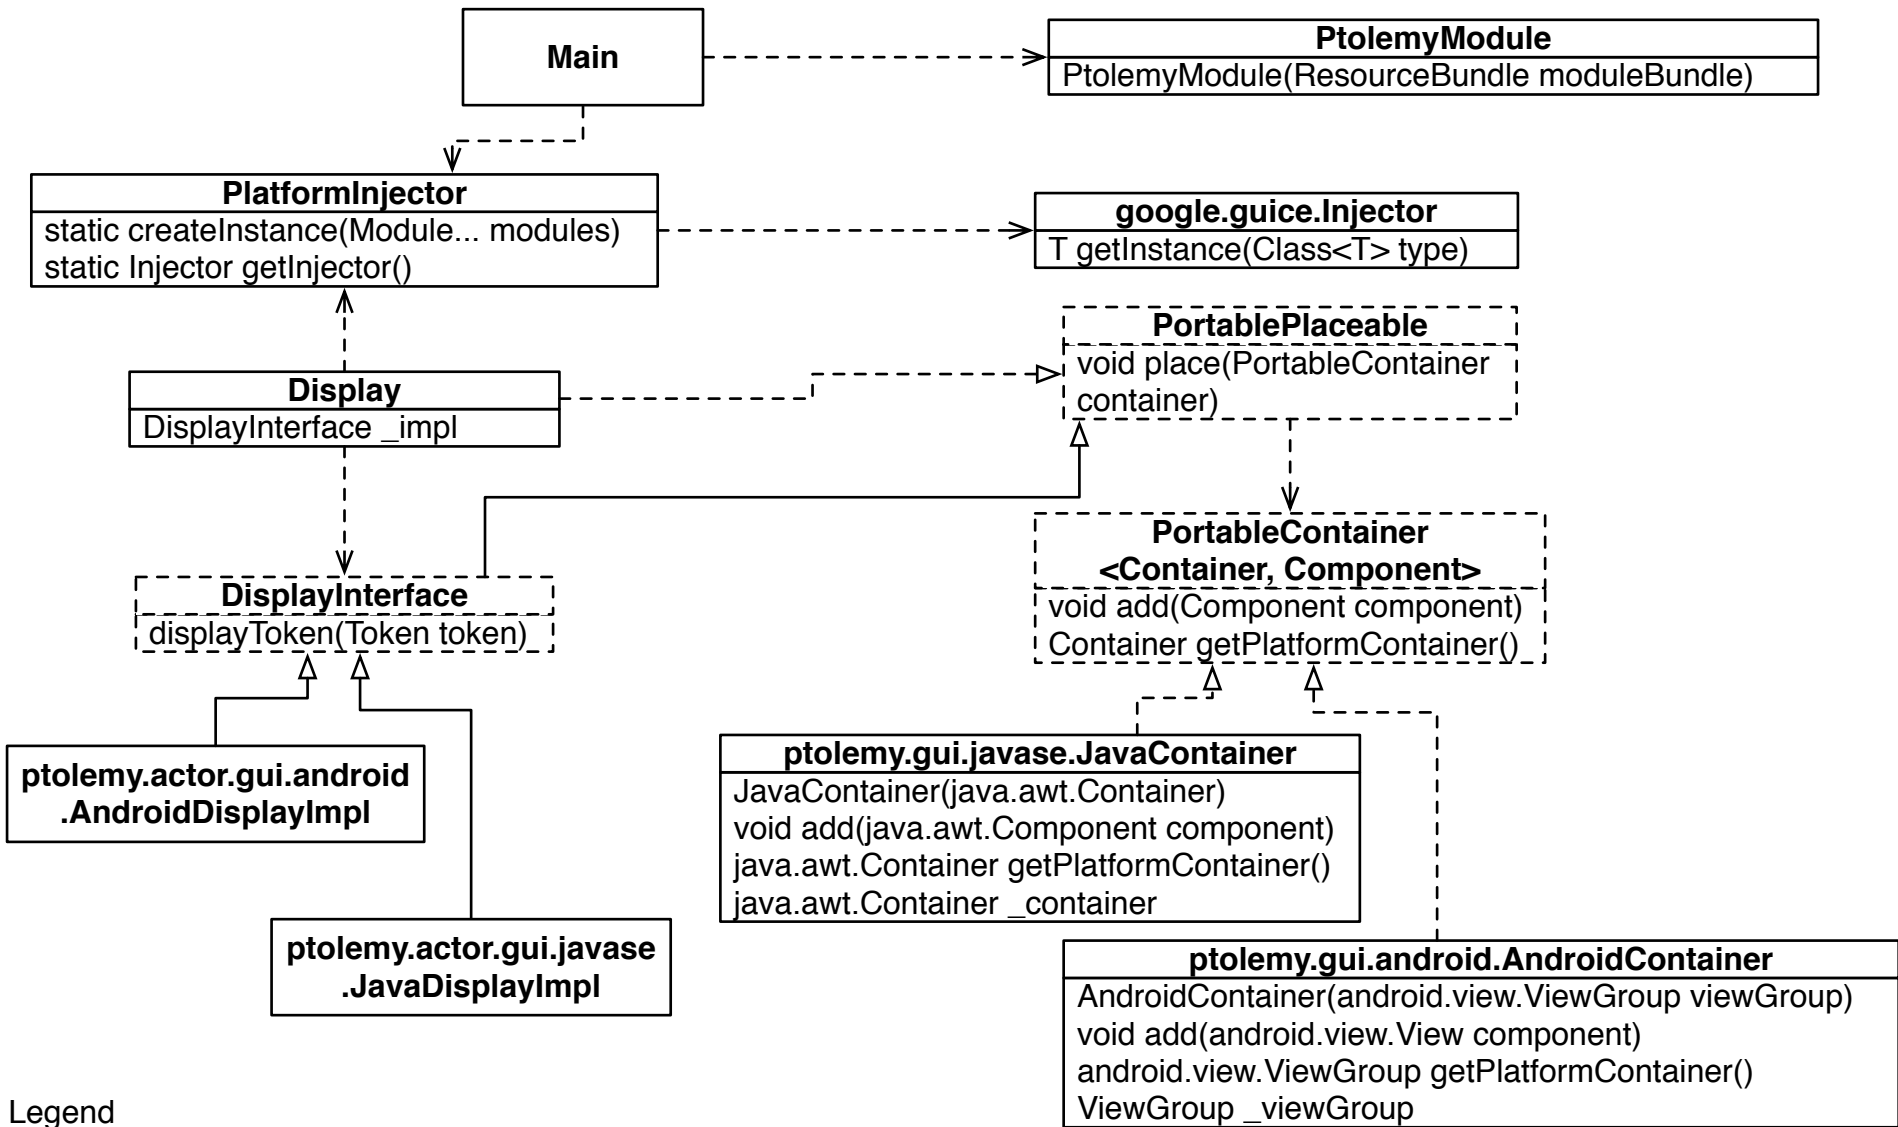 Main
PtolemyModule
PtolemyModule(ResourceBundle moduleBundle)
PlatformInjector
static createInstance(Module... modules)
static Injector getInjector()
google.guice.Injector
T getInstance(Class<T> type)
PortablePlaceable
void place(PortableContainer
container)
Display
DisplayInterface _impl
PortableContainer
<Container, Component>
void add(Component component)
Container getPlatformContainer()
DisplayInterface
displayToken(Token token)
ptolemy.actor.gui.android
.AndroidDisplayImpl
ptolemy.gui.javase.JavaContainer
JavaContainer(java.awt.Container)
void add(java.awt.Component component)
java.awt.Container getPlatformContainer()
java.awt.Container _container
ptolemy.actor.gui.javase
.JavaDisplayImpl
ptolemy.gui.android.AndroidContainer
AndroidContainer(android.view.ViewGroup viewGroup)
void add(android.view.View component)
android.view.ViewGroup getPlatformContainer()
ViewGroup _viewGroup
Legend